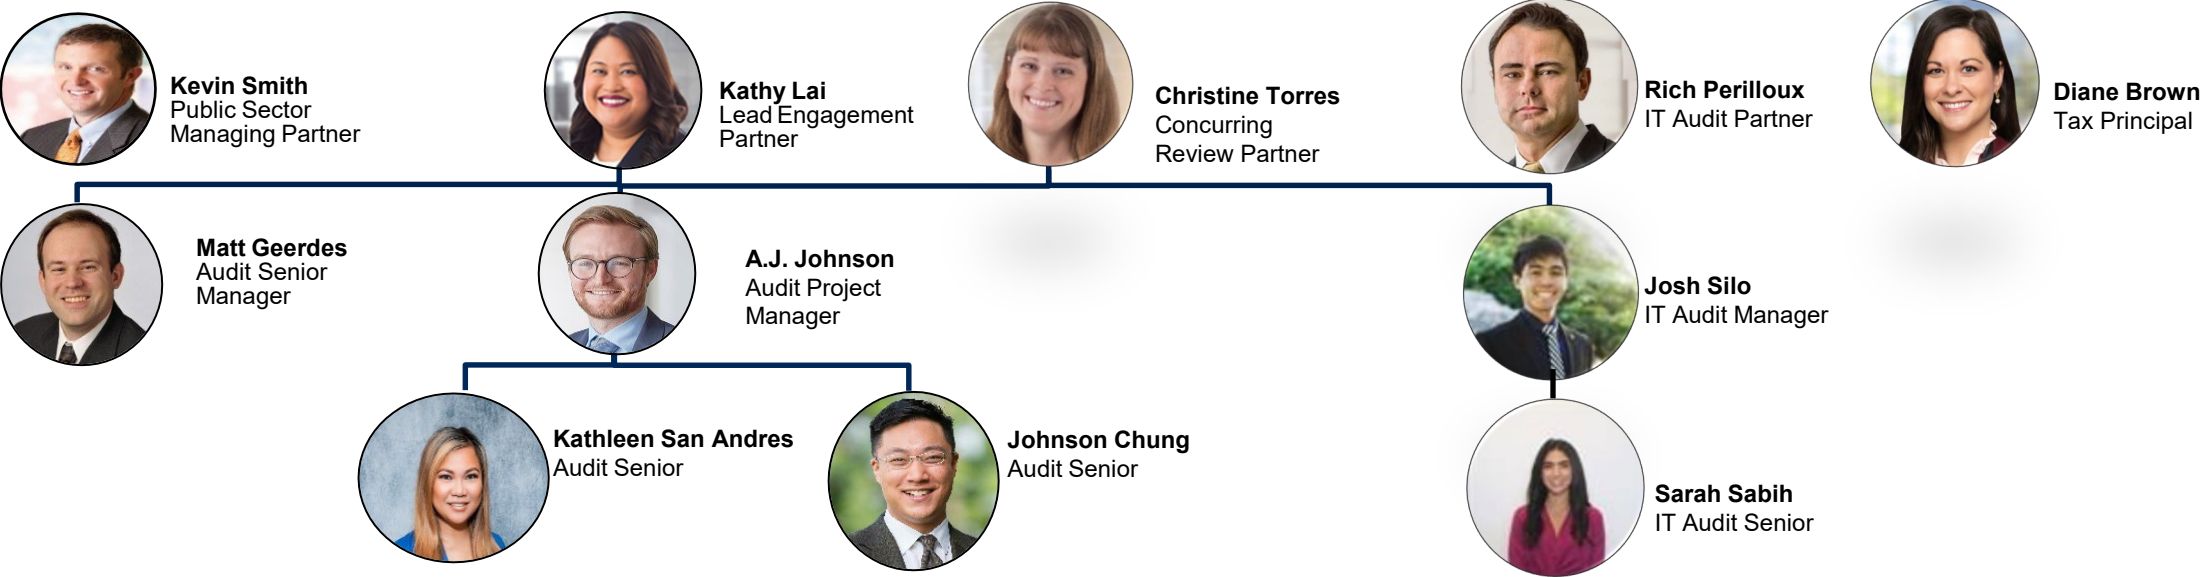 Kevin Smith
Public Sector
Managing Partner
Kathy Lai
Lead Engagement
Partner
Christine Torres
Concurring
Review Partner
Rich Perilloux
IT Audit Partner
Diane Brown
Tax Principal
Matt Geerdes
Audit Senior
Manager
A.J. Johnson
Audit Project
Manager
Josh Silo
IT Audit Manager
Kathleen San Andres
Audit Senior
Johnson Chung
Audit Senior
Sarah Sabih
IT Audit Senior